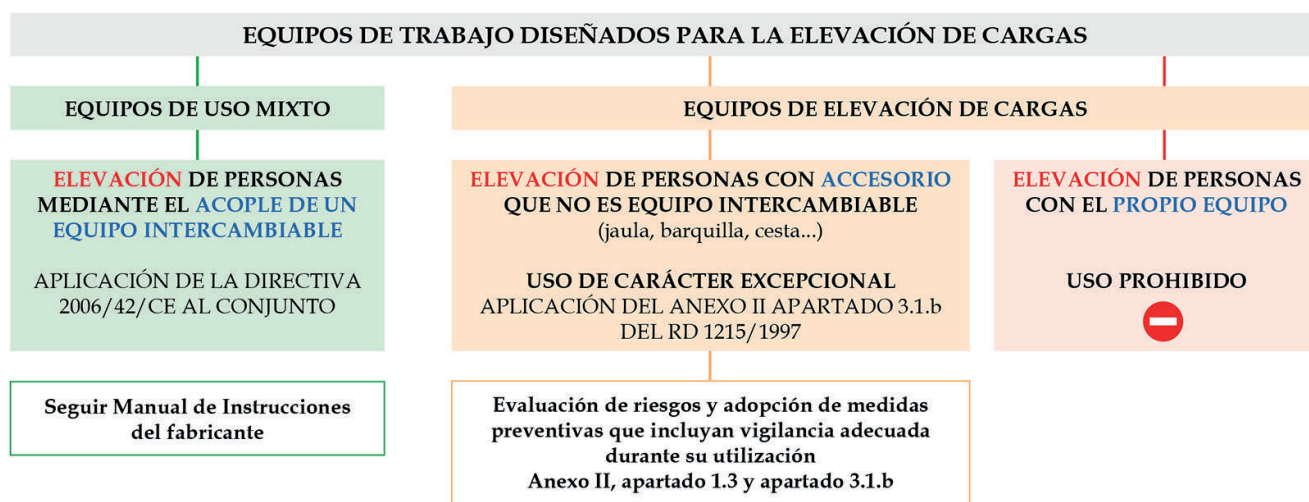 EQUIPOS DE TRABAJO DISEÑADOS PARA LA ELEVACIÓN DE CARGAS
EQUIPOS DE USO MIXTO
ELEVACIÓN DE PERSONAS
MEDIANTE EL ACOPLE DE UN
EQUIPO INTERCAMBIABLE
APLICACIÓN DE LA DIRECTIVA
2006/42/CE AL CONJUNTO
Seguir Manual de Instrucciones
del fabricante
EQUIPOS DE ELEVACIÓN DE CARGAS
ELEVACIÓN DE PERSONAS CON ACCESORIO
QUE NO ES EQUIPO INTERCAMBIABLE
(jaula, barquilla, cesta...)
USO DE CARÁCTER EXCEPCIONAL
APLICACIÓN DEL ANEXO II APARTADO 3.1.b
DEL RD 1215/1997
Evaluación de riesgos y adopción de medidas
preventivas que incluyan vigilancia adecuada
durante su utilización
Anexo II, apartado 1.3 y apartado 3.1.b
ELEVACIÓN DE PERSONAS
CON EL PROPIO EQUIPO
USO PROHIBIDO